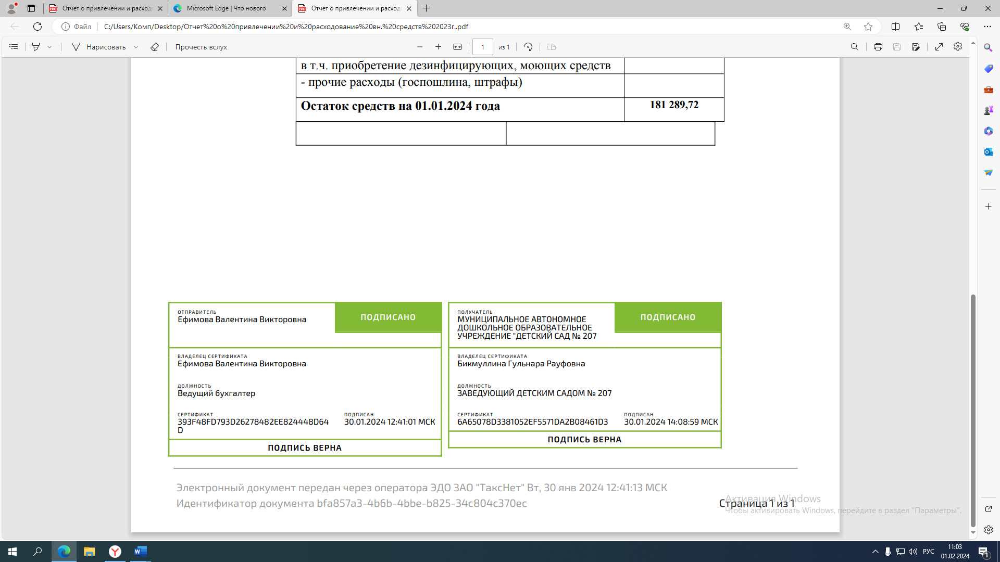 Отчет о привлечении и расходо
Microsoft Edge | Что нового
Отчет о привлечении и расходо
Файл
C:/Users/Комп/Desktop/Отчет%20о%20привлечении%20и%20расходование%20вн.%20средств%202023г..pdf
Нарисовать
Прочесть вслух
1
из 1
в т.ч. приобретение дезинфицирующих, моющих средств
- прочие расходы (госпошлина, штрафы)
Остаток средств на 01.01.2024 года
181 289,72
ОТПРАВИТЕЛЬ
Ефимова Валентина Викторовна
ПОДПИСАНО
ВЛАДЕЛЕЦ СЕРТИФИКАТА
Ефимова Валентина Викторовна
ДОЛЖНОСТЬ
Ведущий бухгалтер
СЕРТИФИКАТ
393F48FD793D26278482EE824448D64
D
ПОДПИСАН
30.01.2024 12:41:01 МСК
ПОДПИСЬ ВЕРНА
ПОЛУЧАТЕЛЬ
МУНИЦИПАЛЬНОЕ АВТОНОМНОЕ
ДОШКОЛЬНОЕ ОБРАЗОВАТЕЛЬНОЕ
УЧРЕЖДЕНИЕ "ДЕТСКИЙ САД № 207
ПОДПИСАНО
ВЛАДЕЛЕЦ СЕРТИФИКАТА
Бикмуллина Гульнара Рауфовна
ДОЛЖНОСТЬ
ЗАВЕДУЮЩИЙ ДЕТСКИМ САДОМ № 207
СЕРТИФИКАТ
6A65078D3381052EF5571DA2B08461D3
ПОДПИСАН
30.01.2024 14:08:59 МСК
ПОДПИСЬ ВЕРНА
Электронный документ передан через оператора ЭДО ЗАО "ТаксНет" Вт, 30 янв 2024 12:41:13 МСК
Идентификатор документа bfa857a3-4b6b-4bbe-b825-34c804c370ec
Страница 1 из 1
Активация Windows
Чтобы активировать Windows, перейдите в раздел "Параметры".
РУС
11:03
01.02.2024
1